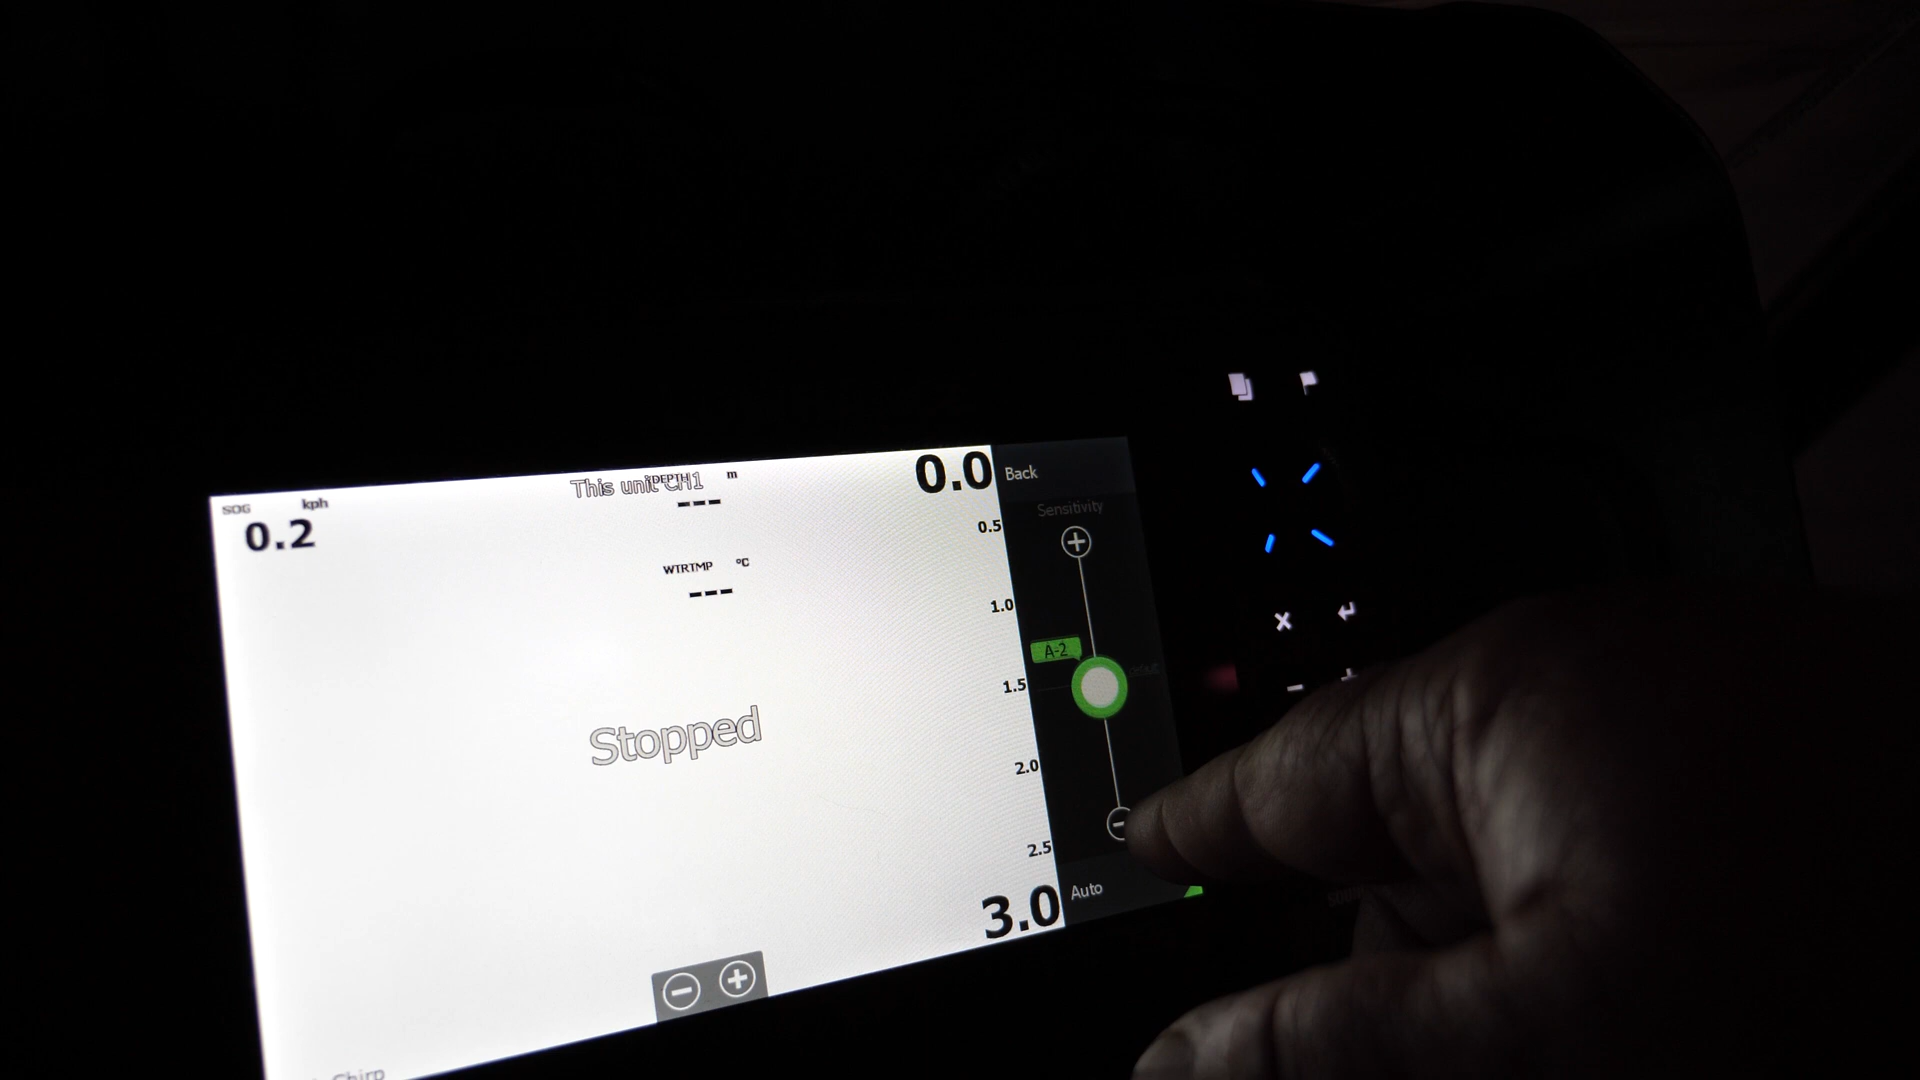 SOG kph
0.2
This unit CH1
DEPTH m
---
WTRTMP °C
---
Stopped
0.0
0.5
1.0
1.5
2.0
2.5
3.0
Back
Sensitivity
A-2
Auto
Chirp